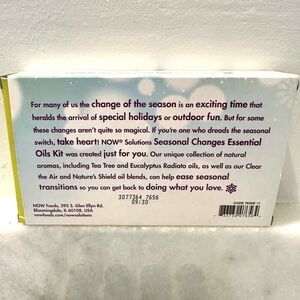 For many of us the change of the season is an exciting time that
heralds the arrival of special holidays or outdoor fun. But for some
these changes aren't quite so magical. If you're one who dreads the seasonal
switch, take heart! NOW® Solutions Seasonal Changes Essential
Oils Kit was created just for you. Our unique collection of natural
aromas, including Tea Tree and Eucalyptus Radiata oils, as well as our Clear
the Air and Nature's Shield oil blends, can help ease seasonal
transitions so you can get back to doing what you love.
NOW Foods, 395 S. Glen Ellyn Rd.
Bloomingdale, IL 60108, USA
nowfoods.com/nowsolutions
3077364 7656
09:30
CODE